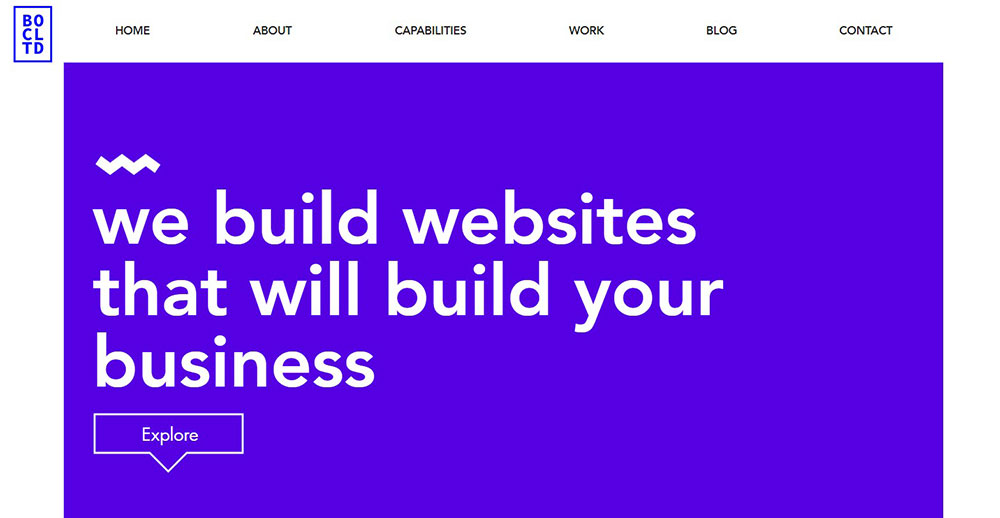 BO
CL
TD
HOME ABOUT CAPABILITIES WORK BLOG CONTACT
we build websites
that will build your
business
Explore